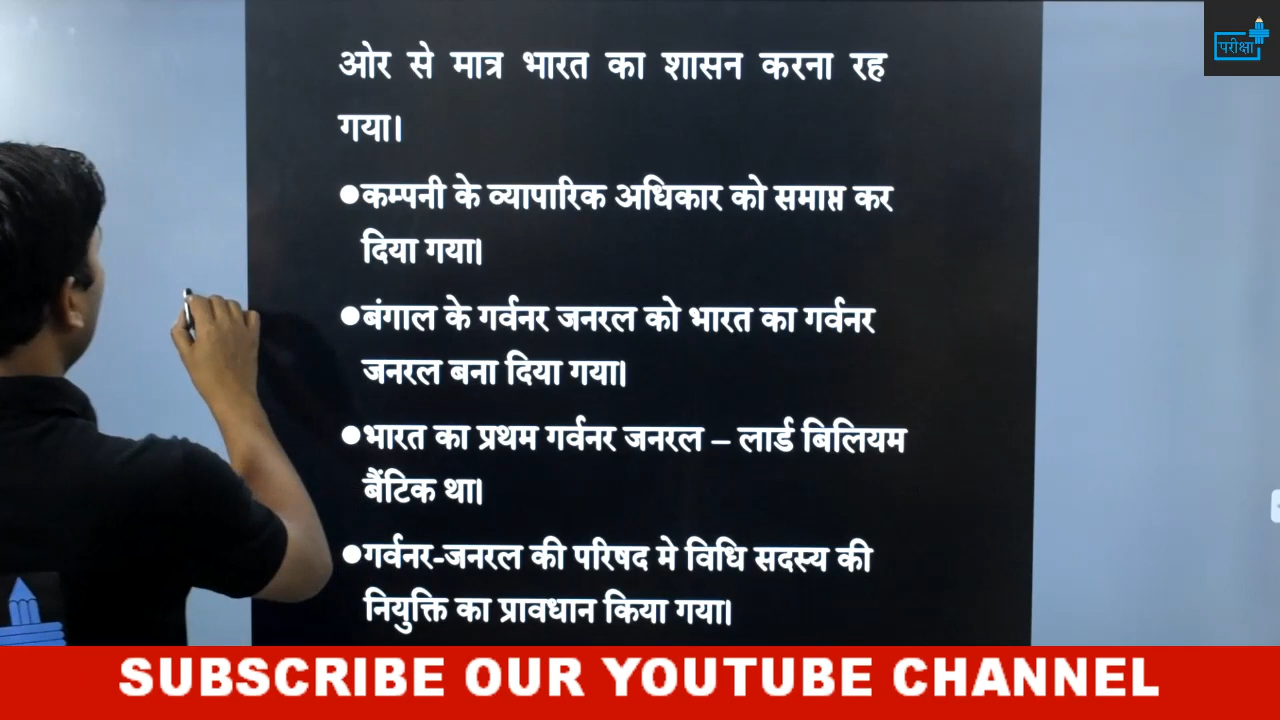 परीक्षा
ओर से मात्र भारत का शासन करना रह
गया।
●कम्पनी के व्यापारिक अधिकार को समाप्त कर
दिया गया।
●बंगाल के गर्वनर जनरल को भारत का गर्वनर
जनरल बना दिया गया।
●भारत का प्रथम गर्वनर जनरल – लार्ड बिलियम
बैंटिक था।
●गर्वनर-जनरल की परिषद मे विधि सदस्य की
नियुक्ति का प्रावधान किया गया।
SUBSCRIBE OUR YOUTUBE CHANNEL